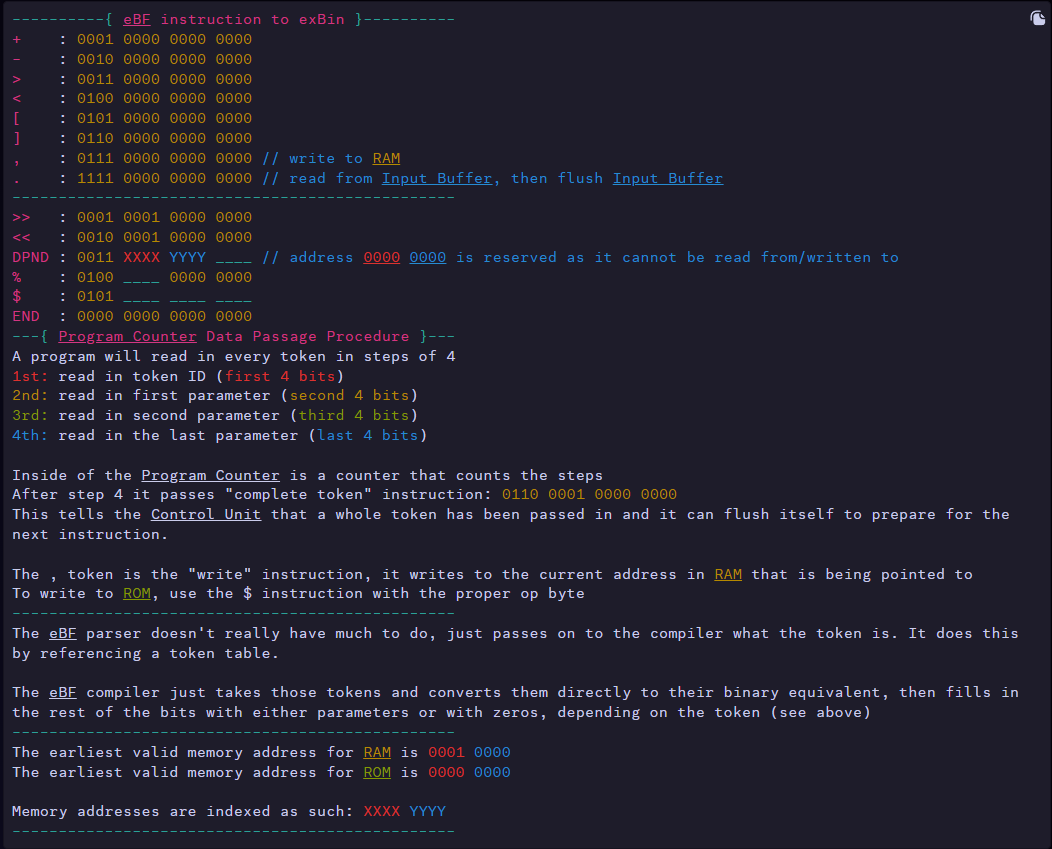 ----------{ eBF instruction to exBin }----------
+    : 0001 0000 0000 0000
-    : 0010 0000 0000 0000
>    : 0011 0000 0000 0000
<    : 0100 0000 0000 0000
[    : 0101 0000 0000 0000
]    : 0110 0000 0000 0000
,    : 0111 0000 0000 0000 // write to RAM
.    : 1111 0000 0000 0000 // read from Input Buffer, then flush Input Buffer
------------------------------------------------
>>   : 0001 0001 0000 0000
<<   : 0010 0001 0000 0000
DPND : 0011 XXXX YYYY ____ // address 0000 0000 is reserved as it cannot be read from/written to
%    : 0100 ____ 0000 0000
$    : 0101 ____ ____ ____
END  : 0000 0000 0000 0000
---{ Program Counter Data Passage Procedure }---
A program will read in every token in steps of 4
1st: read in token ID (first 4 bits)
2nd: read in first parameter (second 4 bits)
3rd: read in second parameter (third 4 bits)
4th: read in the last parameter (last 4 bits)

Inside of the Program Counter is a counter that counts the steps
After step 4 it passes "complete token" instruction: 0110 0001 0000 0000
This tells the Control Unit that a whole token has been passed in and it can flush itself to prepare for the
next instruction.

The , token is the "write" instruction, it writes to the current address in RAM that is being pointed to
To write to ROM, use the $ instruction with the proper op byte
------------------------------------------------
The eBF parser doesn't really have much to do, just passes on to the compiler what the token is. It does this
by referencing a token table.

The eBF compiler just takes those tokens and converts them directly to their binary equivalent, then fills in
the rest of the bits with either parameters or with zeros, depending on the token (see above)
------------------------------------------------
The earliest valid memory address for RAM is 0001 0000
The earliest valid memory address for ROM is 0000 0000

Memory addresses are indexed as such: XXXX YYYY
------------------------------------------------